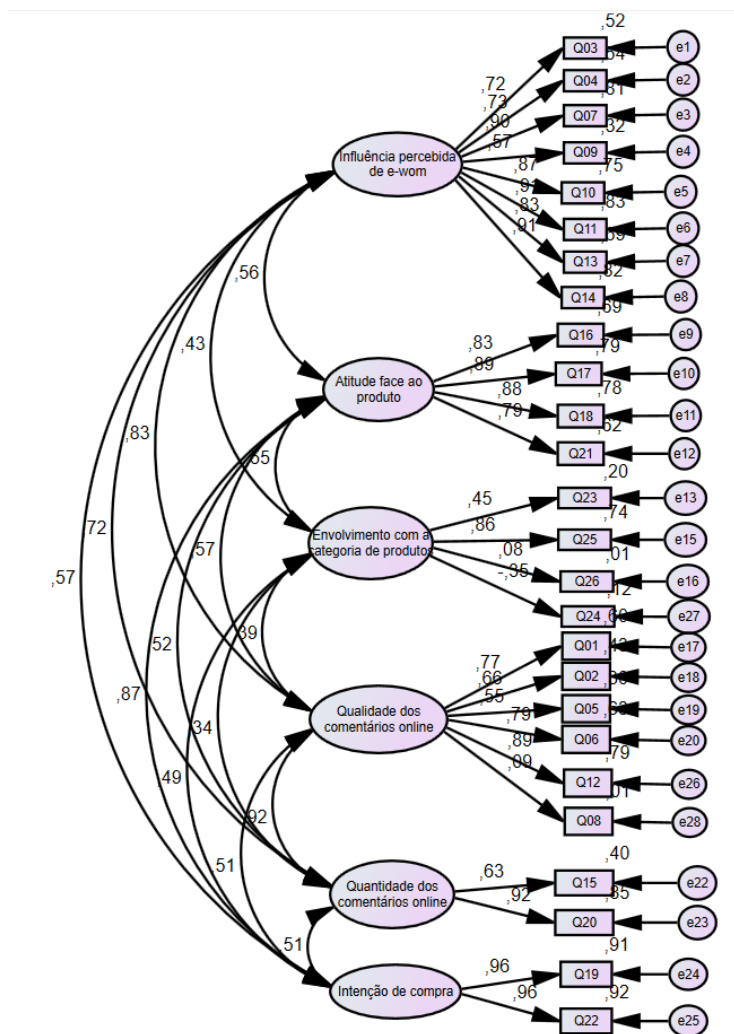 ,52
Q03
e1
,54
,72
Q04
e2
,73
,81
,90
Q07
e3
,57
,32
Influência percebida
de e-wom
Q09
e4
,87
,75
Q10
e5
,83
,83
Q11
e6
,91
,69
Q13
e7
,82
Q14
e8
,56
,69
,83
Q16
e9
,43
,89
,79
Atitude face ao
produto
Q17
e10
,88
,78
,79
Q18
e11
,83
,62
Q21
e12
,55
,20
,45
Q23
e13
,72
,57
Envolvimento com a
categoria de produtos
,86
,74
Q25
e15
,57
,08
,01
Q26
e16
-,35
,12
Q24
e27
,52
,39
,77
,60
Q01
e17
,66
,43
Q02
e18
,87
,34
Qualidade dos
comentários online
,55
Q05
e19
,79
,63
Q06
e20
,49
,89
,79
Q12
e26
,92
,09
,01
Q08
e28
,51
,40
Quantidade dos
comentários online
,63
Q15
e22
,92
,85
Q20
e23
,51
,91
Intenção de compra
,96
Q19
e24
,96
,92
Q22
e25